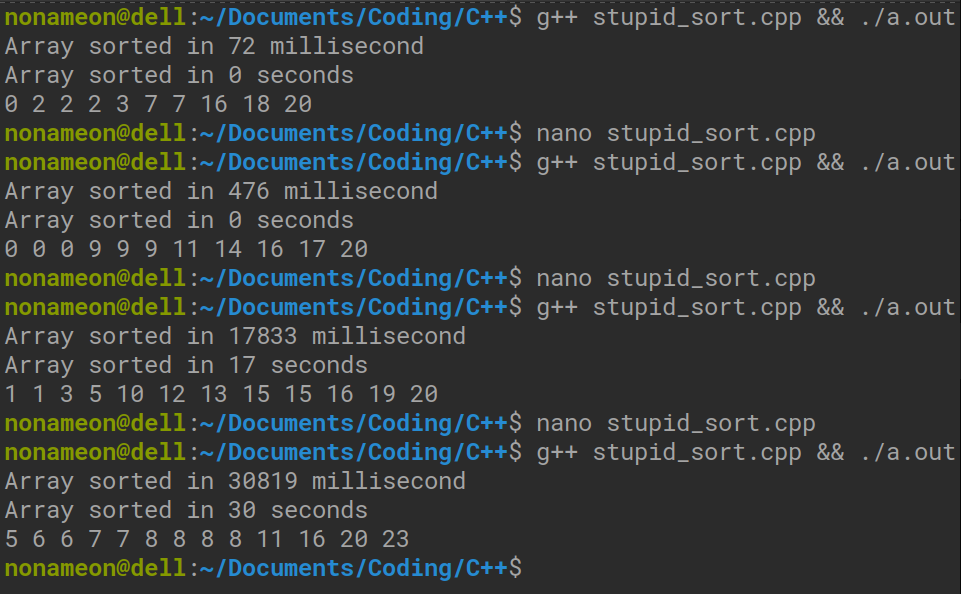 nonameon@dell:~/Documents/Coding/C++$ g++ stupid_sort.cpp && ./a.out
Array sorted in 72 millisecond
Array sorted in 0 seconds
0 2 2 2 3 7 7 16 18 20
nonameon@dell:~/Documents/Coding/C++$ nano stupid_sort.cpp
nonameon@dell:~/Documents/Coding/C++$ g++ stupid_sort.cpp && ./a.out
Array sorted in 476 millisecond
Array sorted in 0 seconds
0 0 0 9 9 9 11 14 16 17 20
nonameon@dell:~/Documents/Coding/C++$ nano stupid_sort.cpp
nonameon@dell:~/Documents/Coding/C++$ g++ stupid_sort.cpp && ./a.out
Array sorted in 17833 millisecond
Array sorted in 17 seconds
1 1 3 5 10 12 13 15 15 16 19 20
nonameon@dell:~/Documents/Coding/C++$ nano stupid_sort.cpp
nonameon@dell:~/Documents/Coding/C++$ g++ stupid_sort.cpp && ./a.out
Array sorted in 30819 millisecond
Array sorted in 30 seconds
5 6 6 7 7 8 8 8 8 11 16 20 23
nonameon@dell:~/Documents/Coding/C++$